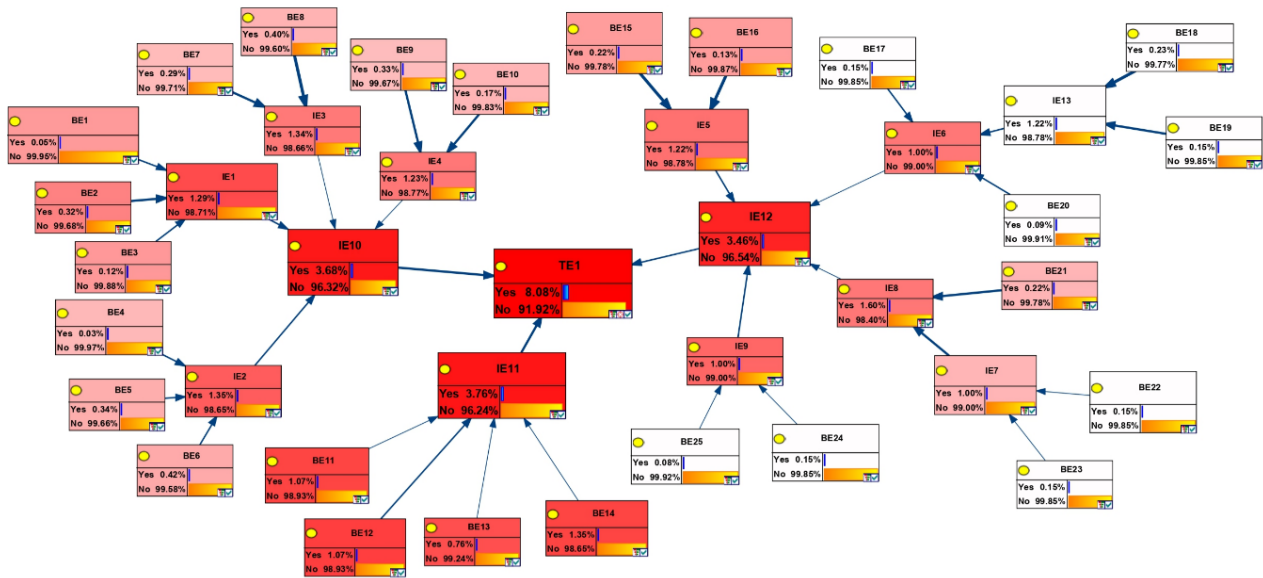 BE8
Yes 0.40%
No 99.60%
BE7
Yes 0.29%
No 99.71%
BE9
Yes 0.33%
No 99.67%
BE10
Yes 0.17%
No 99.83%
BE15
Yes 0.22%
No 99.78%
BE16
Yes 0.13%
No 99.87%
BE17
Yes 0.15%
No 99.85%
BE18
Yes 0.23%
No 99.77%
BE1
Yes 0.05%
No 99.95%
IE3
Yes 1.34%
No 98.66%
IE4
Yes 1.23%
No 98.77%
IE5
Yes 1.22%
No 98.78%
IE6
Yes 1.00%
No 99.00%
IE13
Yes 1.22%
No 98.78%
BE19
Yes 0.15%
No 99.85%
BE2
Yes 0.32%
No 99.68%
IE1
Yes 1.29%
No 98.71%
BE20
Yes 0.09%
No 99.91%
BE3
Yes 0.12%
No 99.88%
IE10
Yes 3.68%
No 96.32%
TE1
Yes 8.08%
No 91.92%
IE12
Yes 3.46%
No 96.54%
BE21
Yes 0.22%
No 99.78%
IE8
Yes 1.60%
No 98.40%
BE4
Yes 0.03%
No 99.97%
IE2
Yes 1.35%
No 98.65%
IE11
Yes 3.76%
No 96.24%
IE9
Yes 1.00%
No 99.00%
IE7
Yes 1.00%
No 99.00%
BE22
Yes 0.15%
No 99.85%
BE5
Yes 0.34%
No 99.66%
BE6
Yes 0.42%
No 99.58%
BE11
Yes 1.07%
No 98.93%
BE25
Yes 0.08%
No 99.92%
BE24
Yes 0.15%
No 99.85%
BE23
Yes 0.15%
No 99.85%
BE12
Yes 1.07%
No 98.93%
BE13
Yes 0.76%
No 99.24%
BE14
Yes 1.35%
No 98.65%